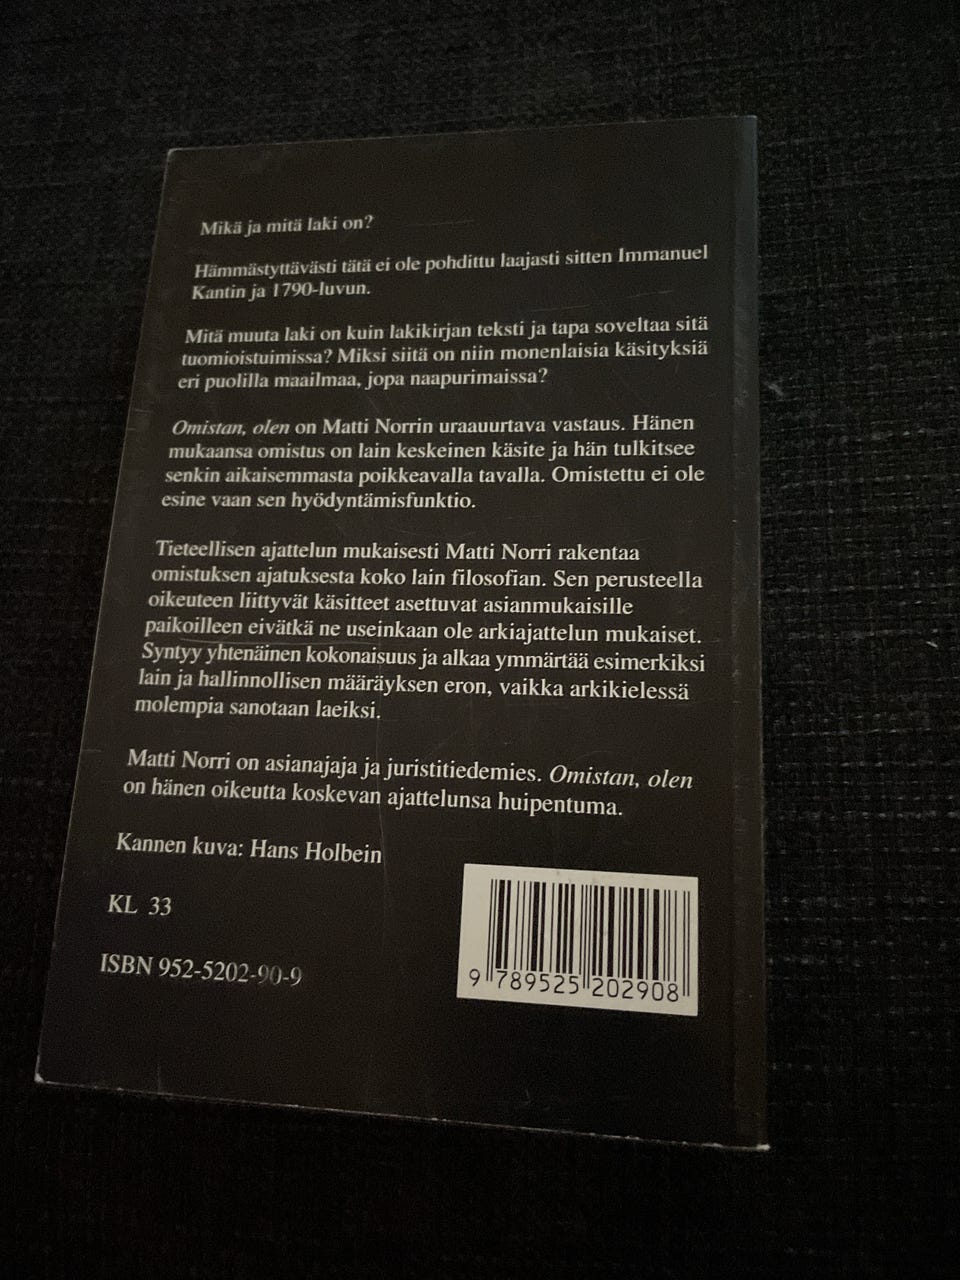 Mikä ja mitä laki on?
Hämmästyttävästi tätä ei ole pohdittu laajasti sitten Immanuel
Kantin ja 1790-luvun.
Mitä muuta laki on kuin lakikirjan teksti ja tapa soveltaa sitä
tuomioistuimissa? Miksi siitä on niin monenlaisia käsityksiä
eri puolilla maailmaa, jopa naapurimaissa?
Omistan, olen on Matti Norrin uraauurtava vastaus. Hänen
mukaansa omistus on lain keskeinen käsite ja hän tulkitsee
senkin aikaisemmasta poikkeavalla tavalla. Omistettu ei ole
esine vaan sen hyödyntämisfunktio.
Tieteellisen ajattelun mukaisesti Matti Norri rakentaa
omistuksen ajatuksesta koko lain filosofian. Sen perusteella
oikeuteen liittyvät käsitteet asettuvat asianmukaisille
paikoilleen eivätkä ne useinkaan ole arkiajattelun mukaiset.
Syntyy yhtenäinen kokonaisuus ja alkaa ymmärtää esimerkiksi
lain ja hallinnollisen määräyksen eron, vaikka arkikielessä
molempia sanotaan laeiksi.
Matti Norri on asianajaja ja juristitiedemies. Omistan, olen
on hänen oikeutta koskevan ajattelunsa huipentuma.
Kannen kuva: Hans Holbein
KL 33
ISBN 952-5202-90-9
9 789525 202908